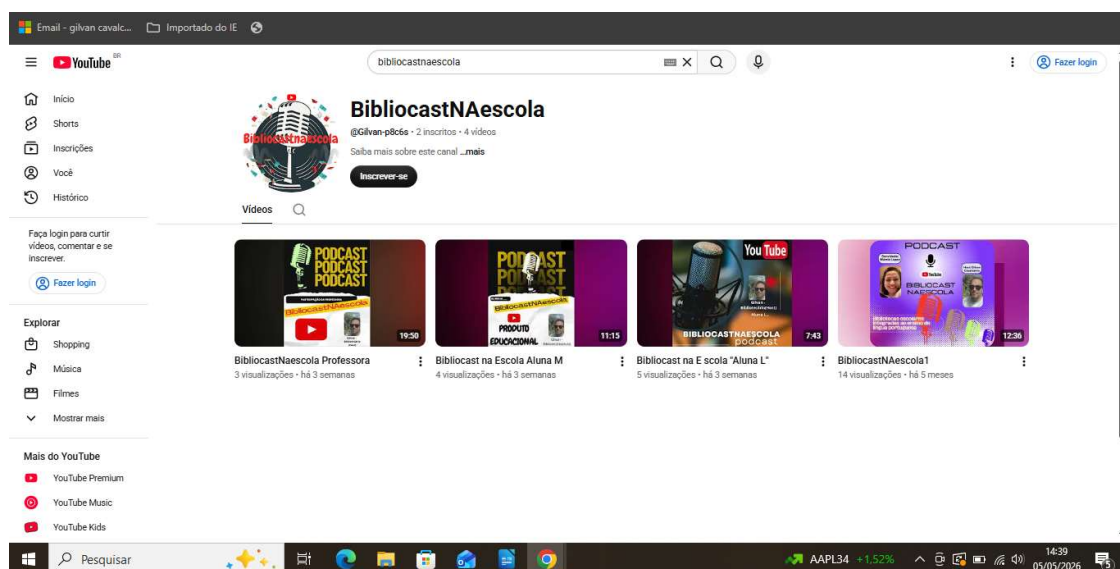 Email - gilvan cavalc...
Importado do IE
YouTube BR
bibliocastnaescola
Fazer login
Início
Shorts
Inscrições
Você
Histórico
Faça login para curtir
vídeos, comentar e se
inscrever.
Fazer login
Explorar
Shopping
Música
Filmes
Mostrar mais
Mais do YouTube
YouTube Premium
YouTube Music
YouTube Kids
Bibliocastnaescola
BibliocastNAescola
@Gilvan-p8c6s • 2 inscritos • 4 vídeos
Saiba mais sobre este canal ...mais
Inscrever-se
Vídeos
PODCAST
PODCAST
PODCAST
BibliocastNAescola
19:50
BibliocastNaescola Professora
3 visualizações • há 3 semanas
PODCAST
BibliocastNAescola
PRODUTO
EDUCACIONAL
11:15
Bibliocast na Escola Aluna M
4 visualizações • há 3 semanas
YouTube
BIBLIOCASTNAESCOLA
podcast
7:43
Bibliocast na E scola "Aluna L"
5 visualizações • há 3 semanas
PODCAST
YouTube
BIBLIOCAST
NAESCOLA
12:36
BibliocastNAescola1
14 visualizações • há 5 meses
Pesquisar
AAPL34 +1,52%
14:39
05/05/2026